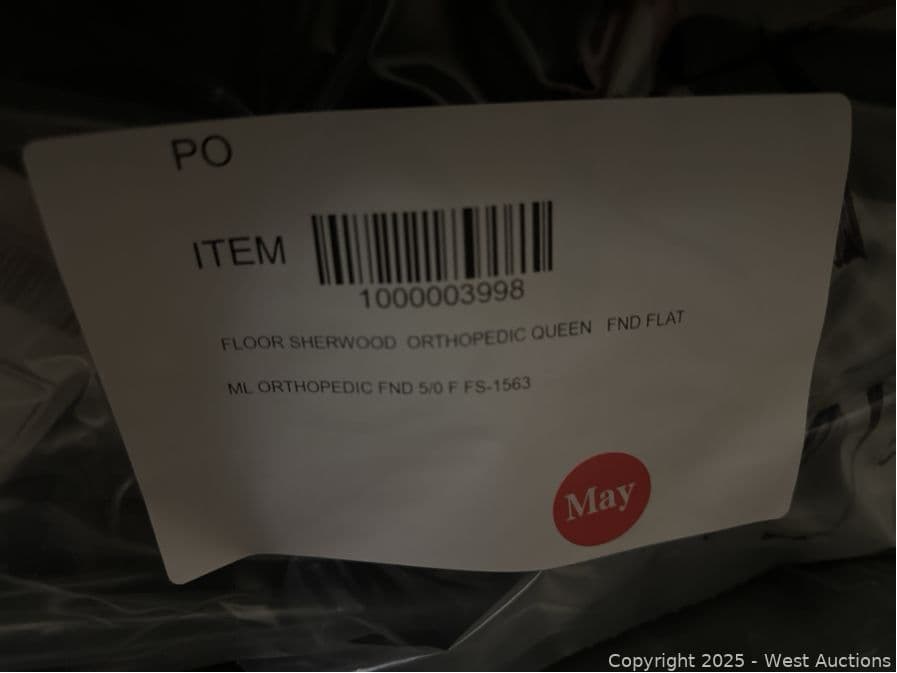 PO
ITEM
1000003998
FLOOR SHERWOOD ORTHOPEDIC QUEEN FND FLAT
ML ORTHOPEDIC FND 5/0 F FS-1563
May
Copyright 2025 - West Auctions